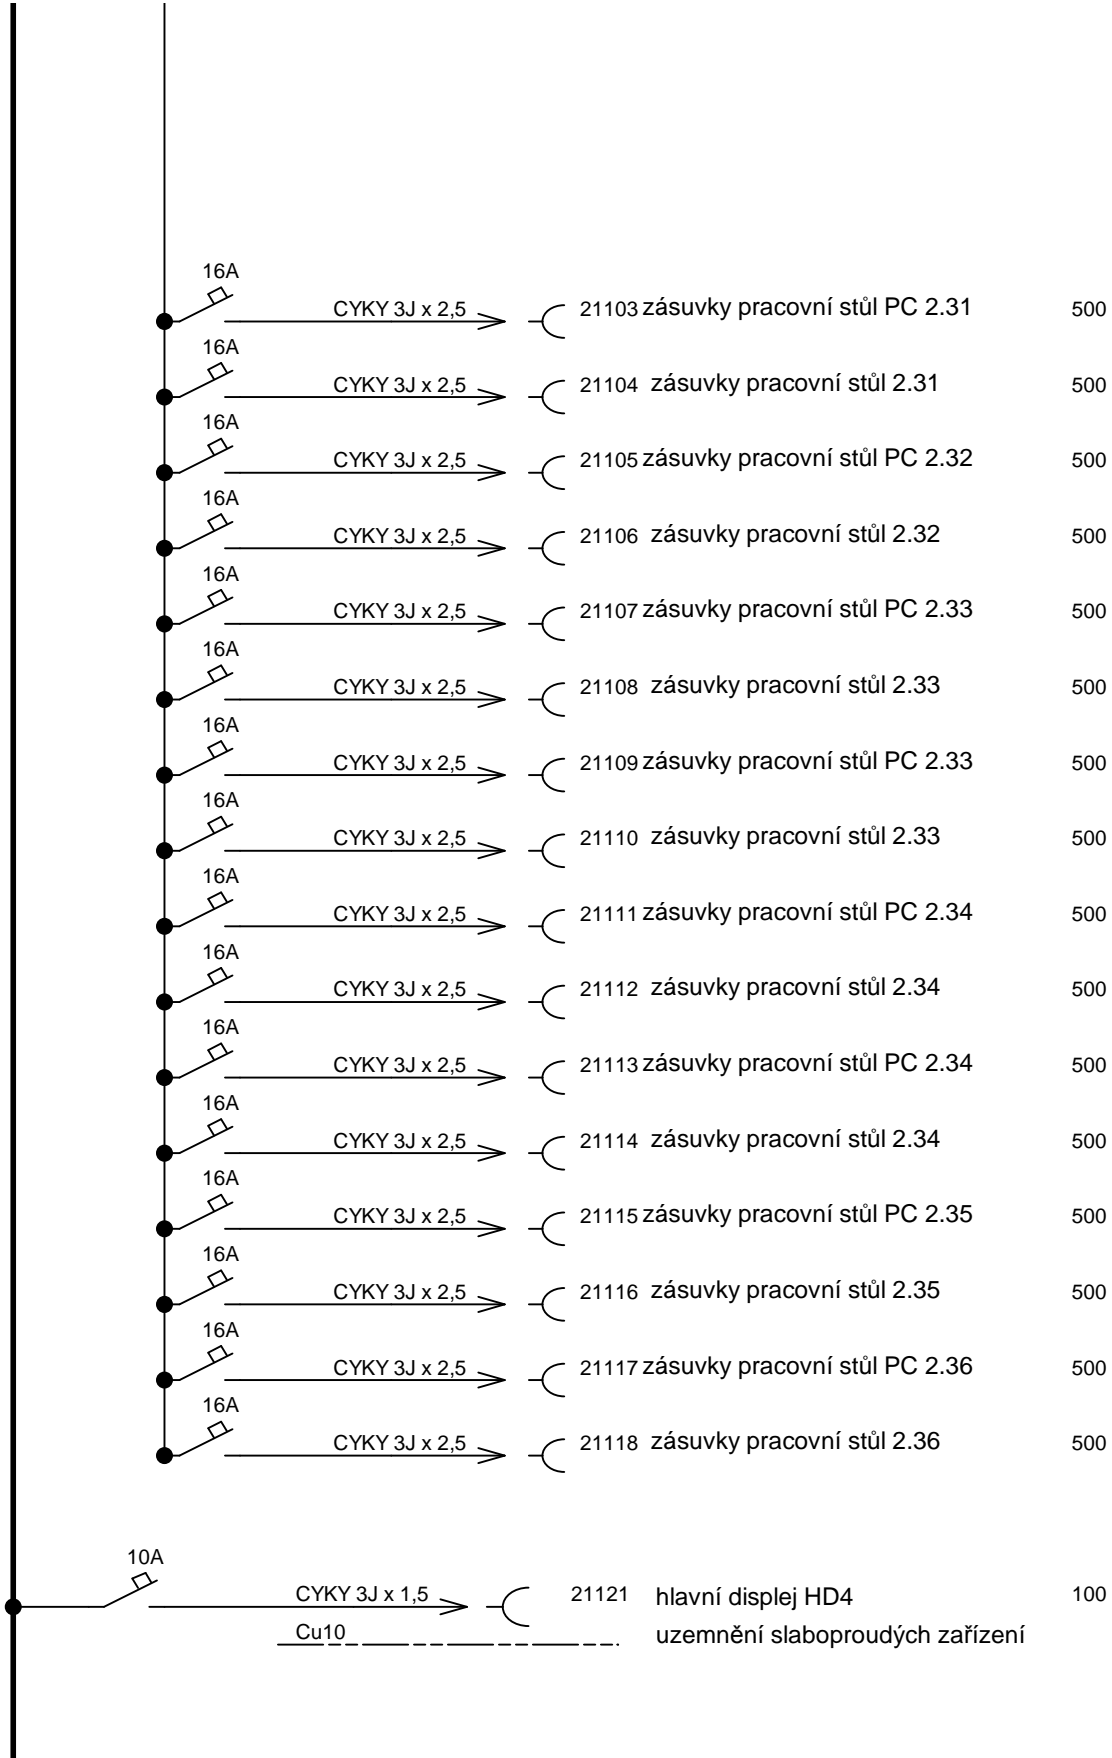 16A
CYKY 3J x 2,5 21103 zásuvky pracovní stůl PC 2.31 500
16A
CYKY 3J x 2,5 21104 zásuvky pracovní stůl 2.31 500
16A
CYKY 3J x 2,5 21105 zásuvky pracovní stůl PC 2.32 500
16A
CYKY 3J x 2,5 21106 zásuvky pracovní stůl 2.32 500
16A
CYKY 3J x 2,5 21107 zásuvky pracovní stůl PC 2.33 500
16A
CYKY 3J x 2,5 21108 zásuvky pracovní stůl 2.33 500
16A
CYKY 3J x 2,5 21109 zásuvky pracovní stůl PC 2.33 500
16A
CYKY 3J x 2,5 21110 zásuvky pracovní stůl 2.33 500
16A
CYKY 3J x 2,5 21111 zásuvky pracovní stůl PC 2.34 500
16A
CYKY 3J x 2,5 21112 zásuvky pracovní stůl 2.34 500
16A
CYKY 3J x 2,5 21113 zásuvky pracovní stůl PC 2.34 500
16A
CYKY 3J x 2,5 21114 zásuvky pracovní stůl 2.34 500
16A
CYKY 3J x 2,5 21115 zásuvky pracovní stůl PC 2.35 500
16A
CYKY 3J x 2,5 21116 zásuvky pracovní stůl 2.35 500
16A
CYKY 3J x 2,5 21117 zásuvky pracovní stůl PC 2.36 500
16A
CYKY 3J x 2,5 21118 zásuvky pracovní stůl 2.36 500
10A
CYKY 3J x 1,5 21121 hlavní displej HD4 100
Cu10 uzemnění slaboproudých zařízení